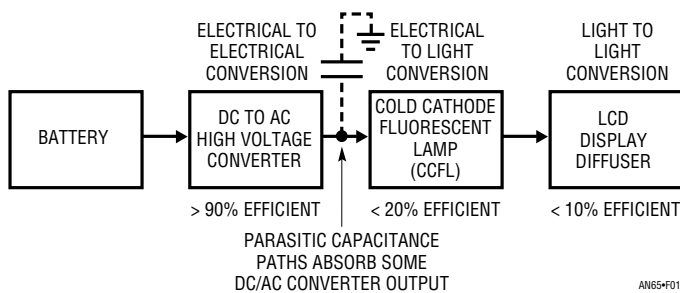 ELECTRICAL TO
ELECTRICAL
CONVERSION
ELECTRICAL
TO LIGHT
CONVERSION
LIGHT TO
LIGHT
CONVERSION
BATTERY
DC TO AC
HIGH VOLTAGE
CONVERTER
COLD CATHODE
FLUORESCENT
LAMP
(CCFL)
LCD
DISPLAY
DIFFUSER
> 90% EFFICIENT
< 20% EFFICIENT
< 10% EFFICIENT
PARASITIC CAPACITANCE
PATHS ABSORB SOME
DC/AC CONVERTER OUTPUT
AN65•F01